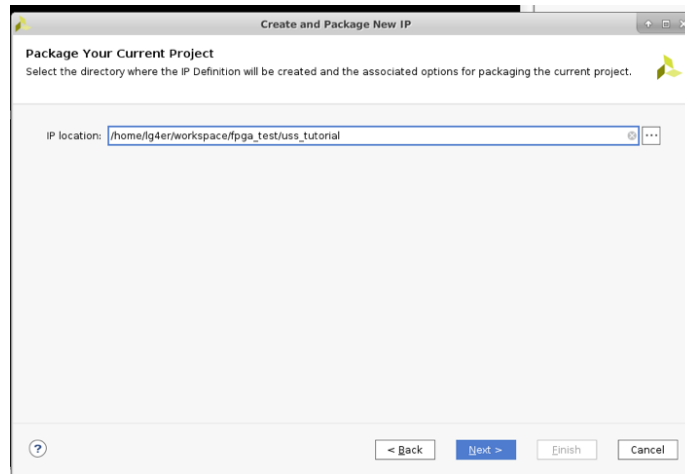 Create and Package New IP
Package Your Current Project
Select the directory where the IP Definition will be created and the associated options for packaging the current project.
IP location: /home/lg4er/workspace/fpga_test/uss_tutorial ...
? < Back Next > Finish Cancel